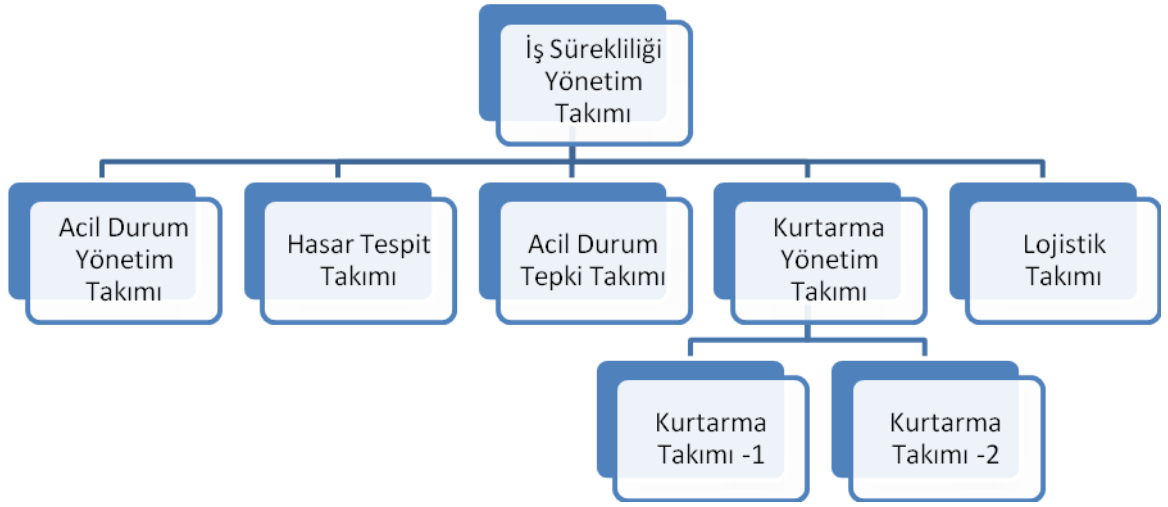 İş Sürekliliği
Yönetim
Takımı
Acil Durum
Yönetim
Takımı
Hasar Tespit
Takımı
Acil Durum
Tepki Takımı
Kurtarma
Yönetim
Takımı
Lojistik
Takımı
Kurtarma
Takımı -1
Kurtarma
Takımı -2